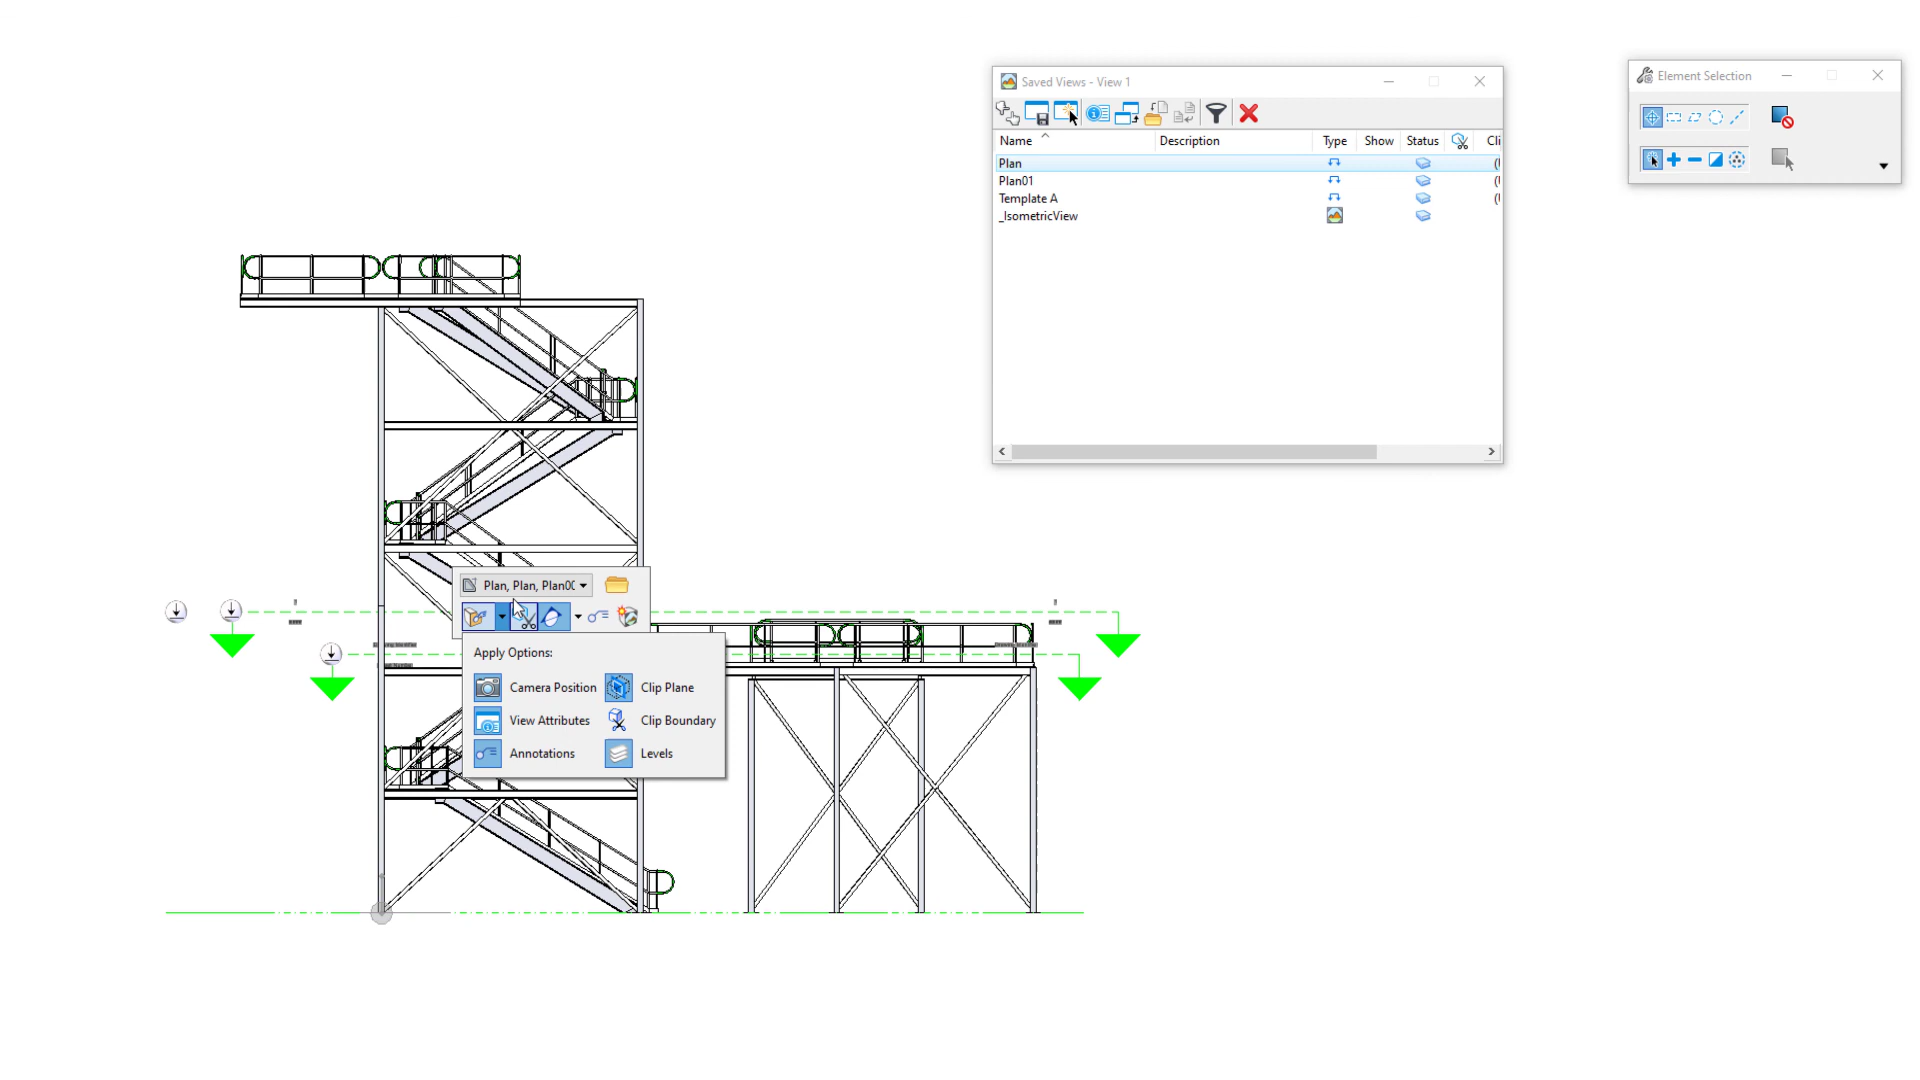 Saved Views - View 1
Name Description Type Show Status Cli
Plan
Plan01
Template A
_IsometricView
Element Selection
Plan, Plan, Plan00
Apply Options:
Camera Position Clip Plane
View Attributes Clip Boundary
Annotations Levels